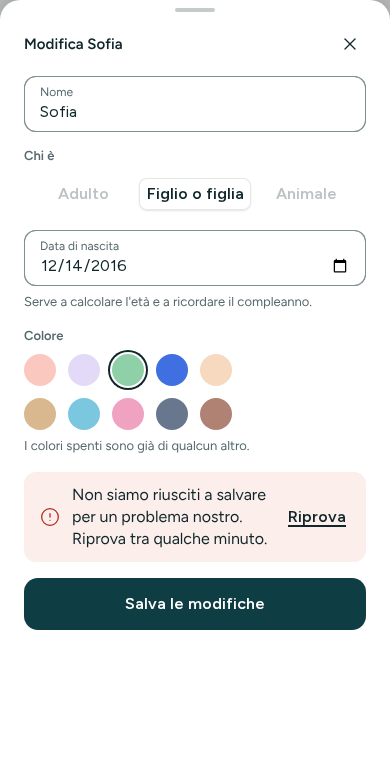 Modifica Sofia
Nome
Sofia
Chi è
Adulto
Figlio o figlia
Animale
Data di nascita
12/14/2016
Serve a calcolare l'età e a ricordare il compleanno.
Colore
I colori spenti sono già di qualcun altro.
Non siamo riusciti a salvare
per un problema nostro.
Riprova tra qualche minuto.
Riprova
Salva le modifiche